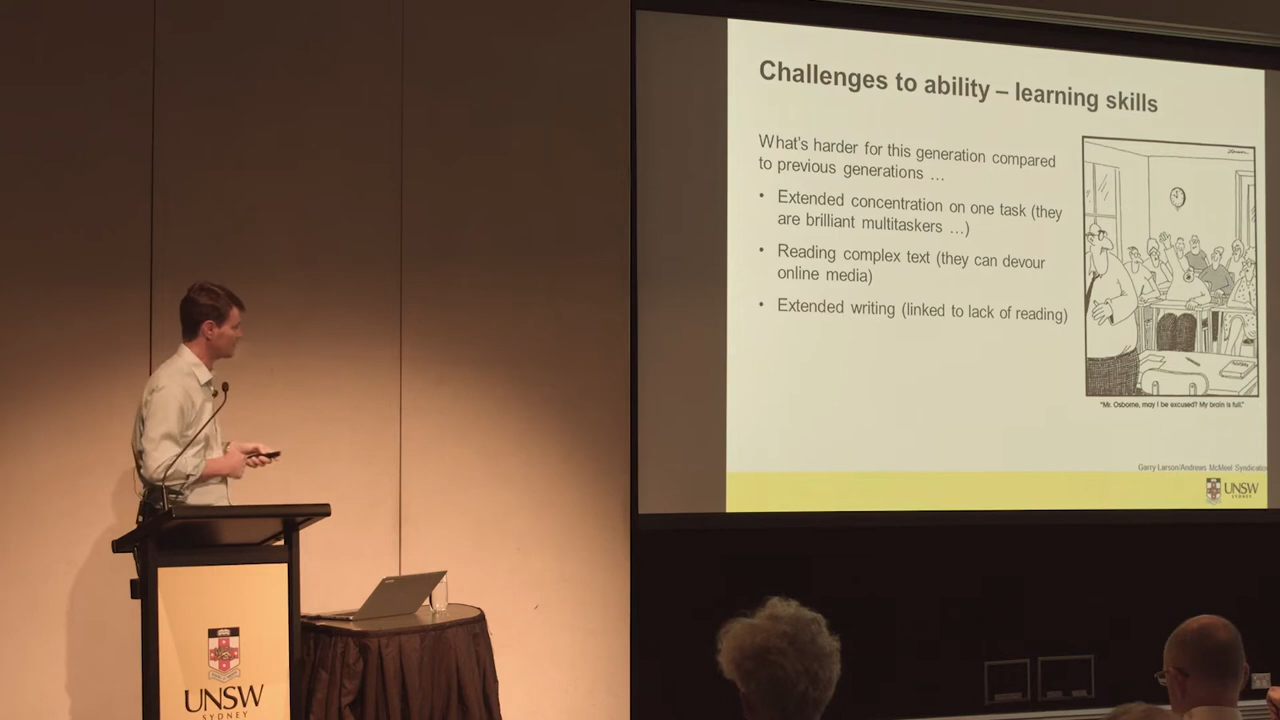 Challenges to ability – learning skills
What's harder for this generation compared
to previous generations …
• Extended concentration on one task (they
are brilliant multitaskers …)
• Reading complex text (they can devour
online media)
• Extended writing (linked to lack of reading)
"Mr. Osborne, may I be excused? My brain is full."
Garry Larson/Andrews McMeel Syndication
UNSW
SYDNEY
UNSW
SYDNEY